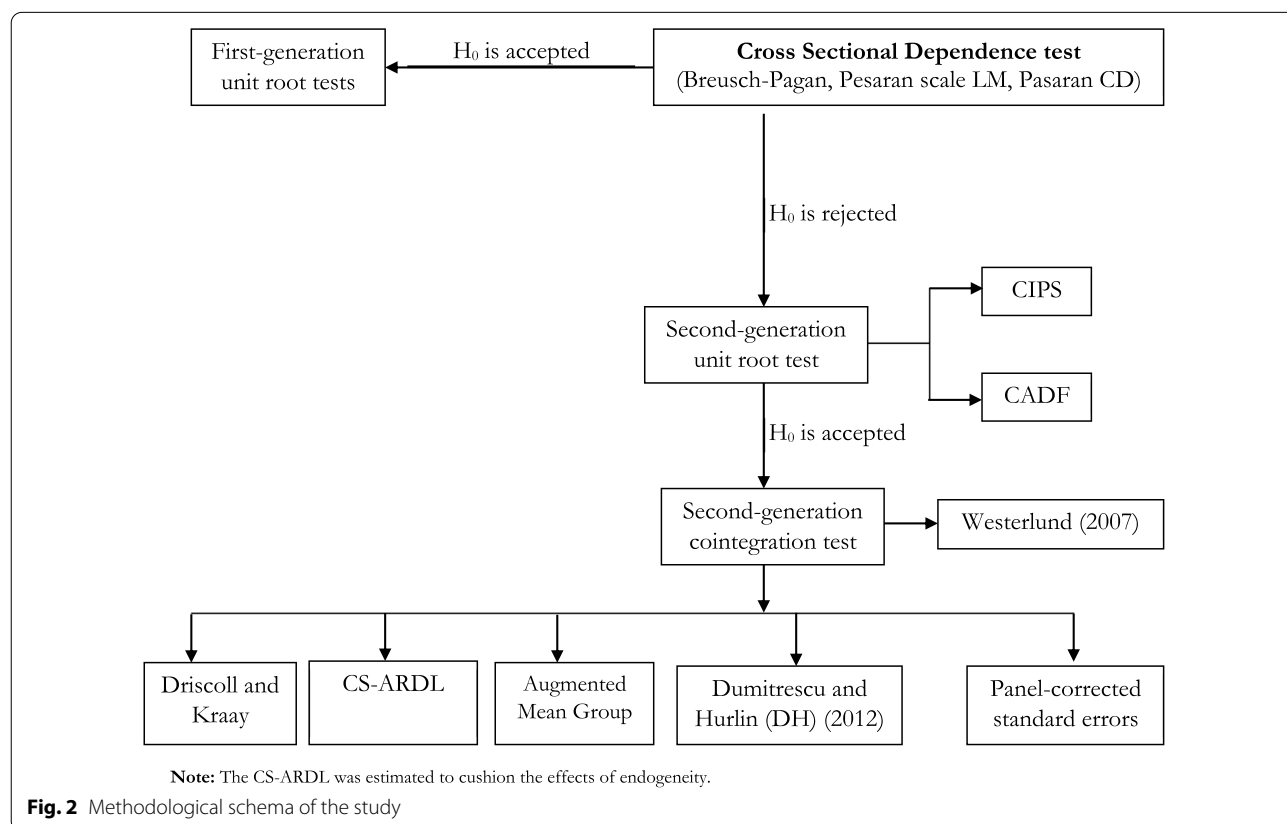 First-generation
unit root tests
H₀ is accepted
Cross Sectional Dependence test
(Breusch-Pagan, Pesaran scale LM, Pasaran CD)
H₀ is rejected
Second-generation
unit root test
CIPS
CADF
H₀ is accepted
Second-generation
cointegration test
Westerlund (2007)
Driscoll and
Kraay
CS-ARDL
Augmented
Mean Group
Dumitrescu and
Hurlin (DH) (2012)
Panel-corrected
standard errors
Note: The CS-ARDL was estimated to cushion the effects of endogeneity.
Fig. 2 Methodological schema of the study